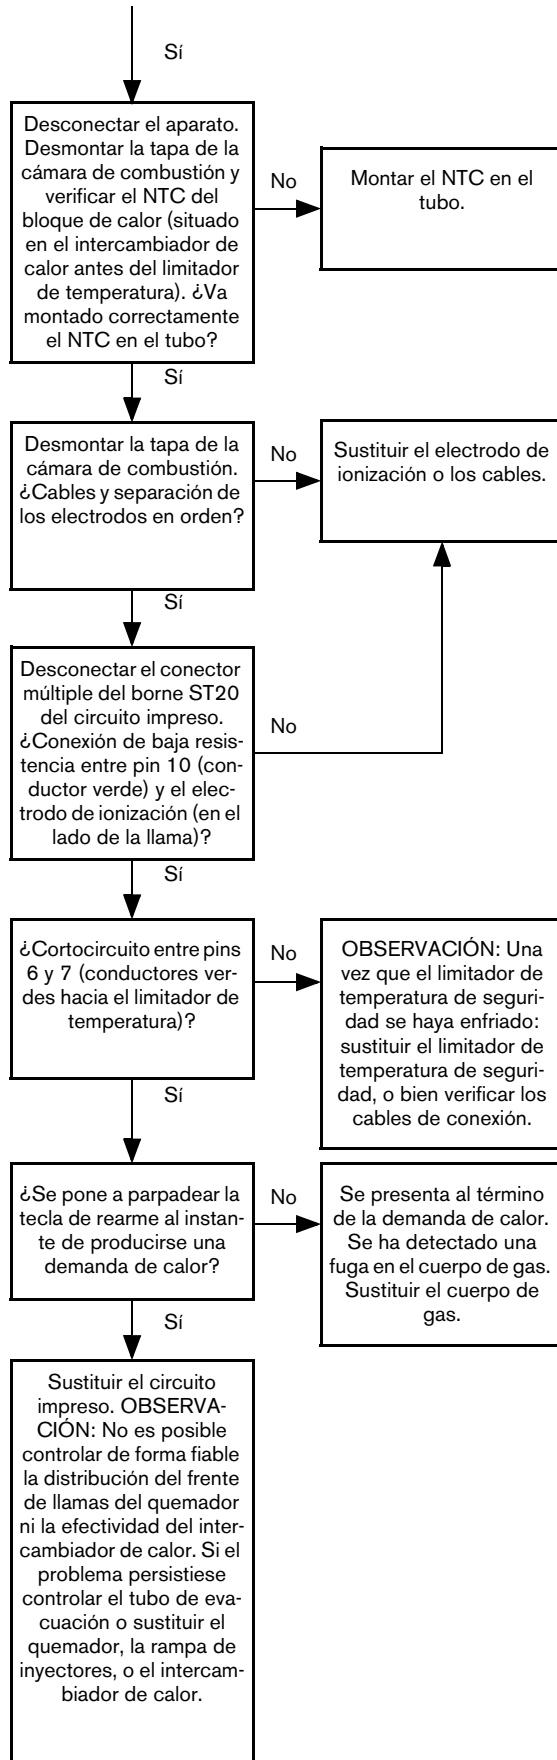 Sí
Desconectar el aparato.
Desmontar la tapa de la
cámara de combustión y
verificar el NTC del
bloque de calor (situado
en el intercambiador de
calor antes del limitador
de temperatura). ¿Va
montado correctamente
el NTC en el tubo?
No
Montar el NTC en el
tubo.
Sí
Desmontar la tapa de la
cámara de combustión.
¿Cables y separación de
los electrodos en orden?
No
Sustituir el electrodo de
ionización o los cables.
Sí
Desconectar el conector
múltiple del borne ST20
del circuito impreso.
¿Conexión de baja resis-
tencia entre pin 10 (con-
ductor verde) y el elec-
trodo de ionización (en el
lado de la llama)?
No
Sí
¿Cortocircuito entre pins
6 y 7 (conductores ver-
des hacia el limitador de
temperatura)?
No
OBSERVACIÓN: Una
vez que el limitador de
temperatura de seguri-
dad se haya enfriado:
sustituir el limitador de
temperatura de seguri-
dad, o bien verificar los
cables de conexión.
Sí
¿Se pone a parpadear la
tecla de rearme al instan-
te de producirse una
demanda de calor?
No
Se presenta al término
de la demanda de calor.
Se ha detectado una
fuga en el cuerpo de gas.
Sustituir el cuerpo de
gas.
Sí
Sustituir el circuito
impreso. OBSERVA-
CIÓN: No es posible
controlar de forma fiable
la distribución del frente
de llamas del quemador
ni la efectividad del inter-
cambiador de calor. Si el
problema persistiese
controlar el tubo de eva-
cuación o sustituir el
quemador, la rampa de
inyectores, o el intercam-
biador de calor.